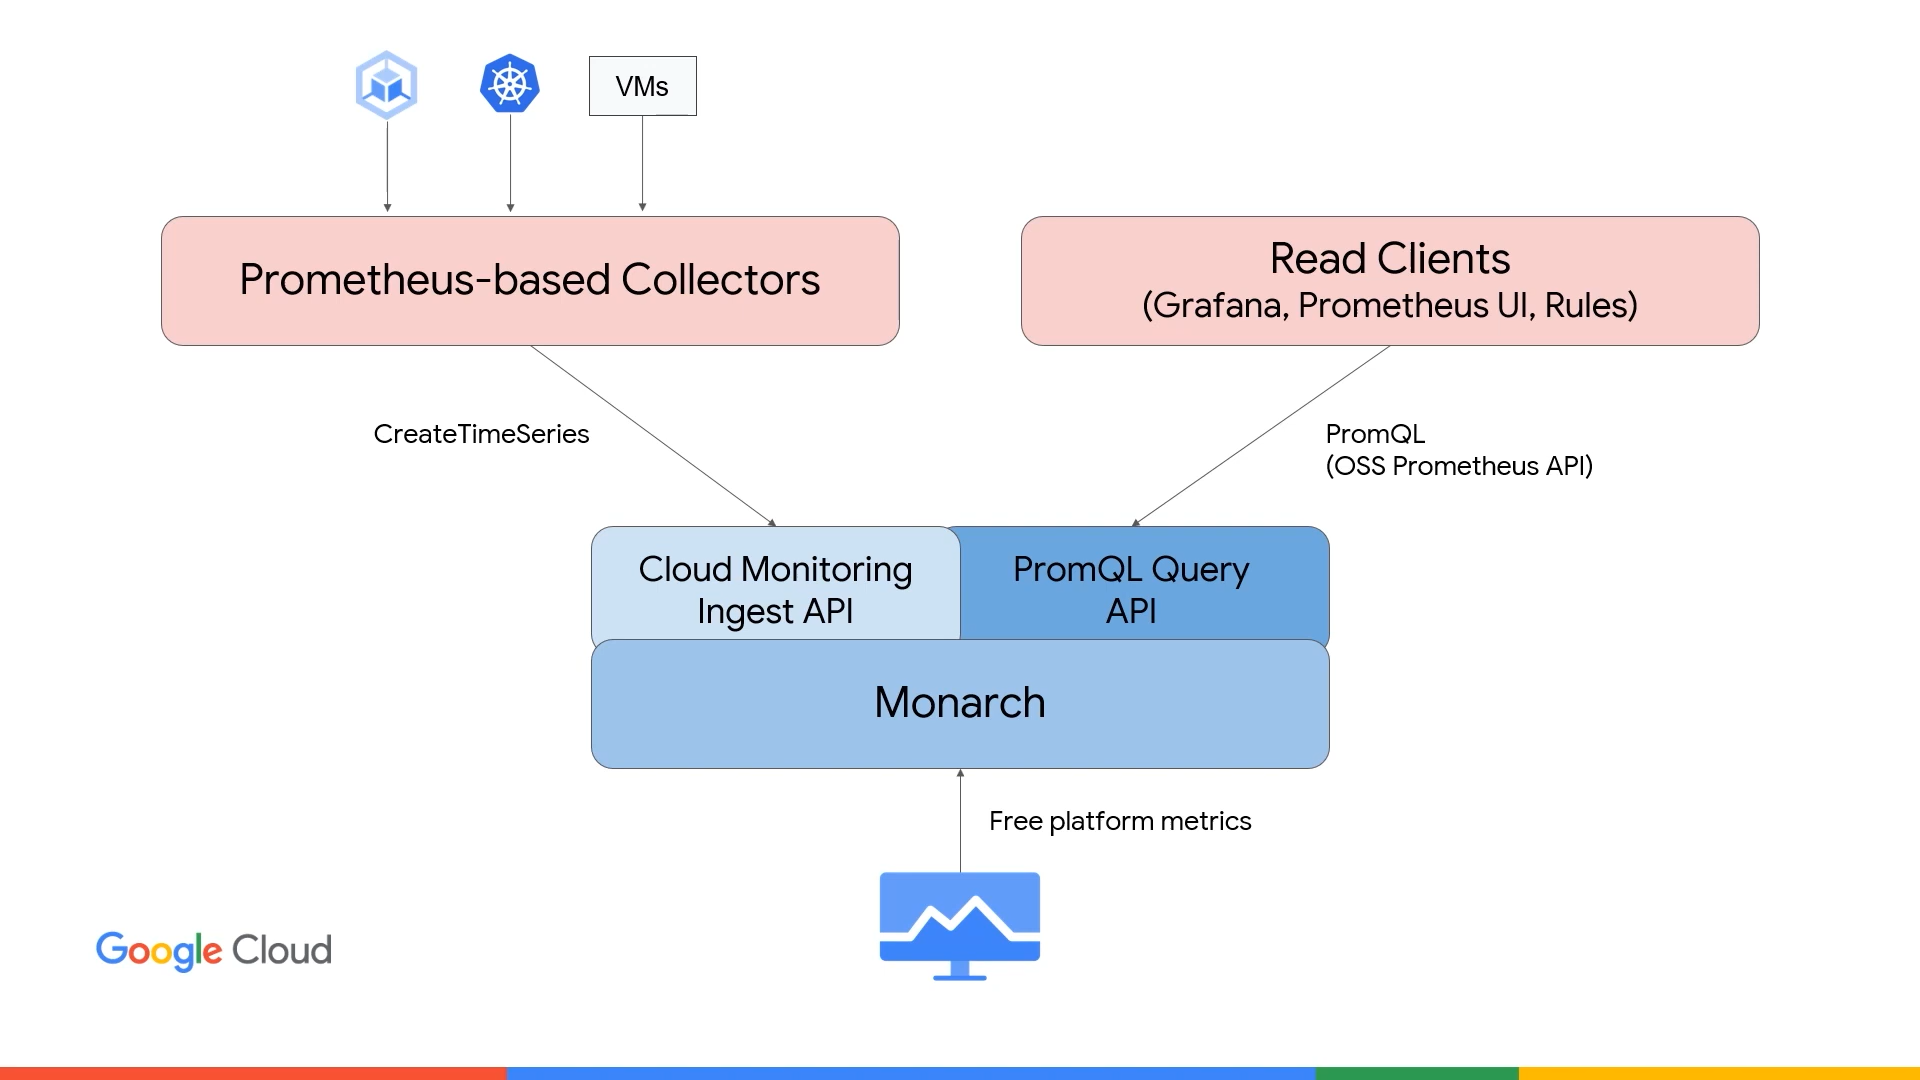 VMs
Prometheus-based Collectors
Read Clients
(Grafana, Prometheus UI, Rules)
CreateTimeSeries
PromQL
(OSS Prometheus API)
Cloud Monitoring
Ingest API
PromQL Query
API
Monarch
Free platform metrics
Google Cloud